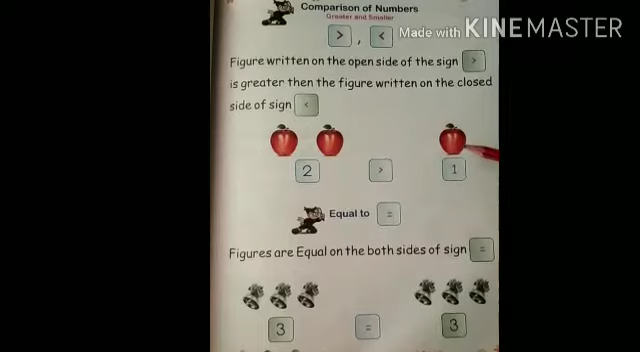 Comparison of Numbers
Greater and Smaller
> , <
Made with KINEMASTER
Figure written on the open side of the sign >
is greater then the figure written on the closed
side of sign <
2 > 1
Equal to =
Figures are Equal on the both sides of sign =
3 = 3